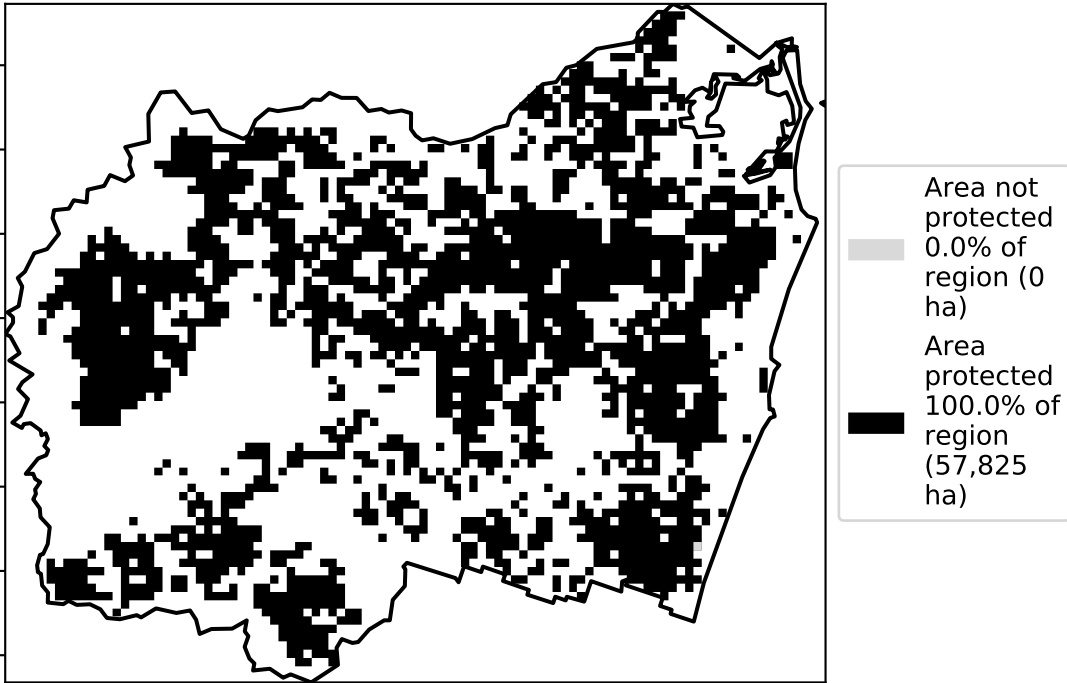 Area not
protected
0.0% of
region (0
ha)
Area
protected
100.0% of
region
(57,825
ha)